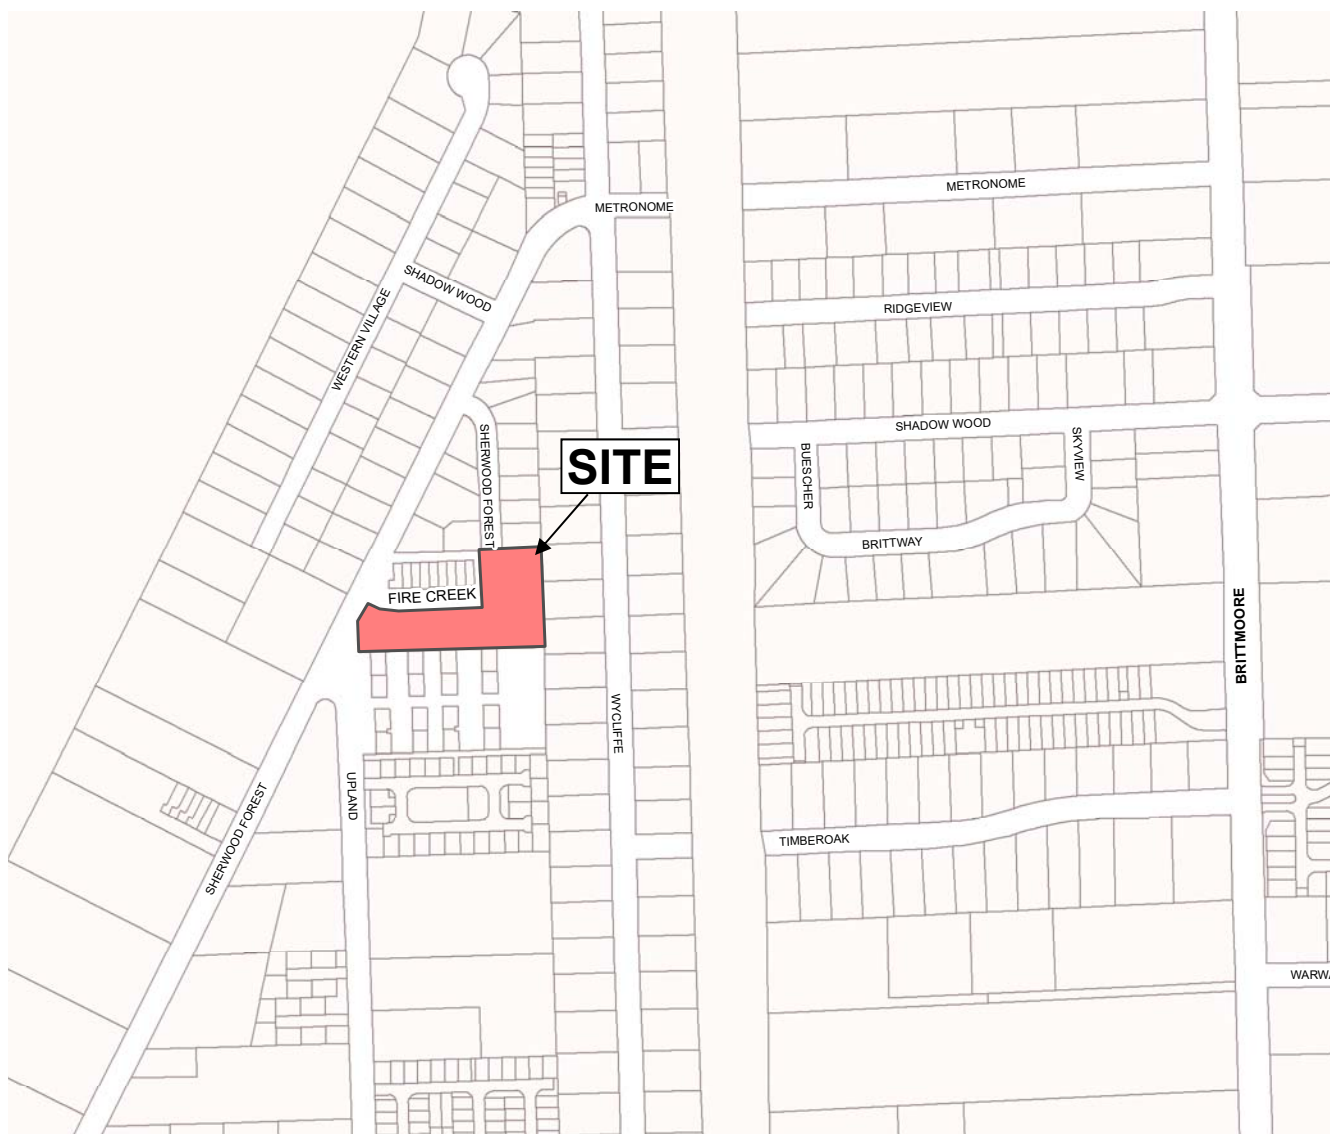 METRONOME
METRONOME
SHADOW WOOD
WESTERN VILLAGE
RIDGEVIEW
SHADOW WOOD
SHERWOOD FOREST
SITE
BUESCHER
SKYVIEW
BRITTWAY
FIRE CREEK
BRITTMOORE
WYCLIFFE
UPLAND
SHERWOOD FOREST
TIMBEROAK
WARWA